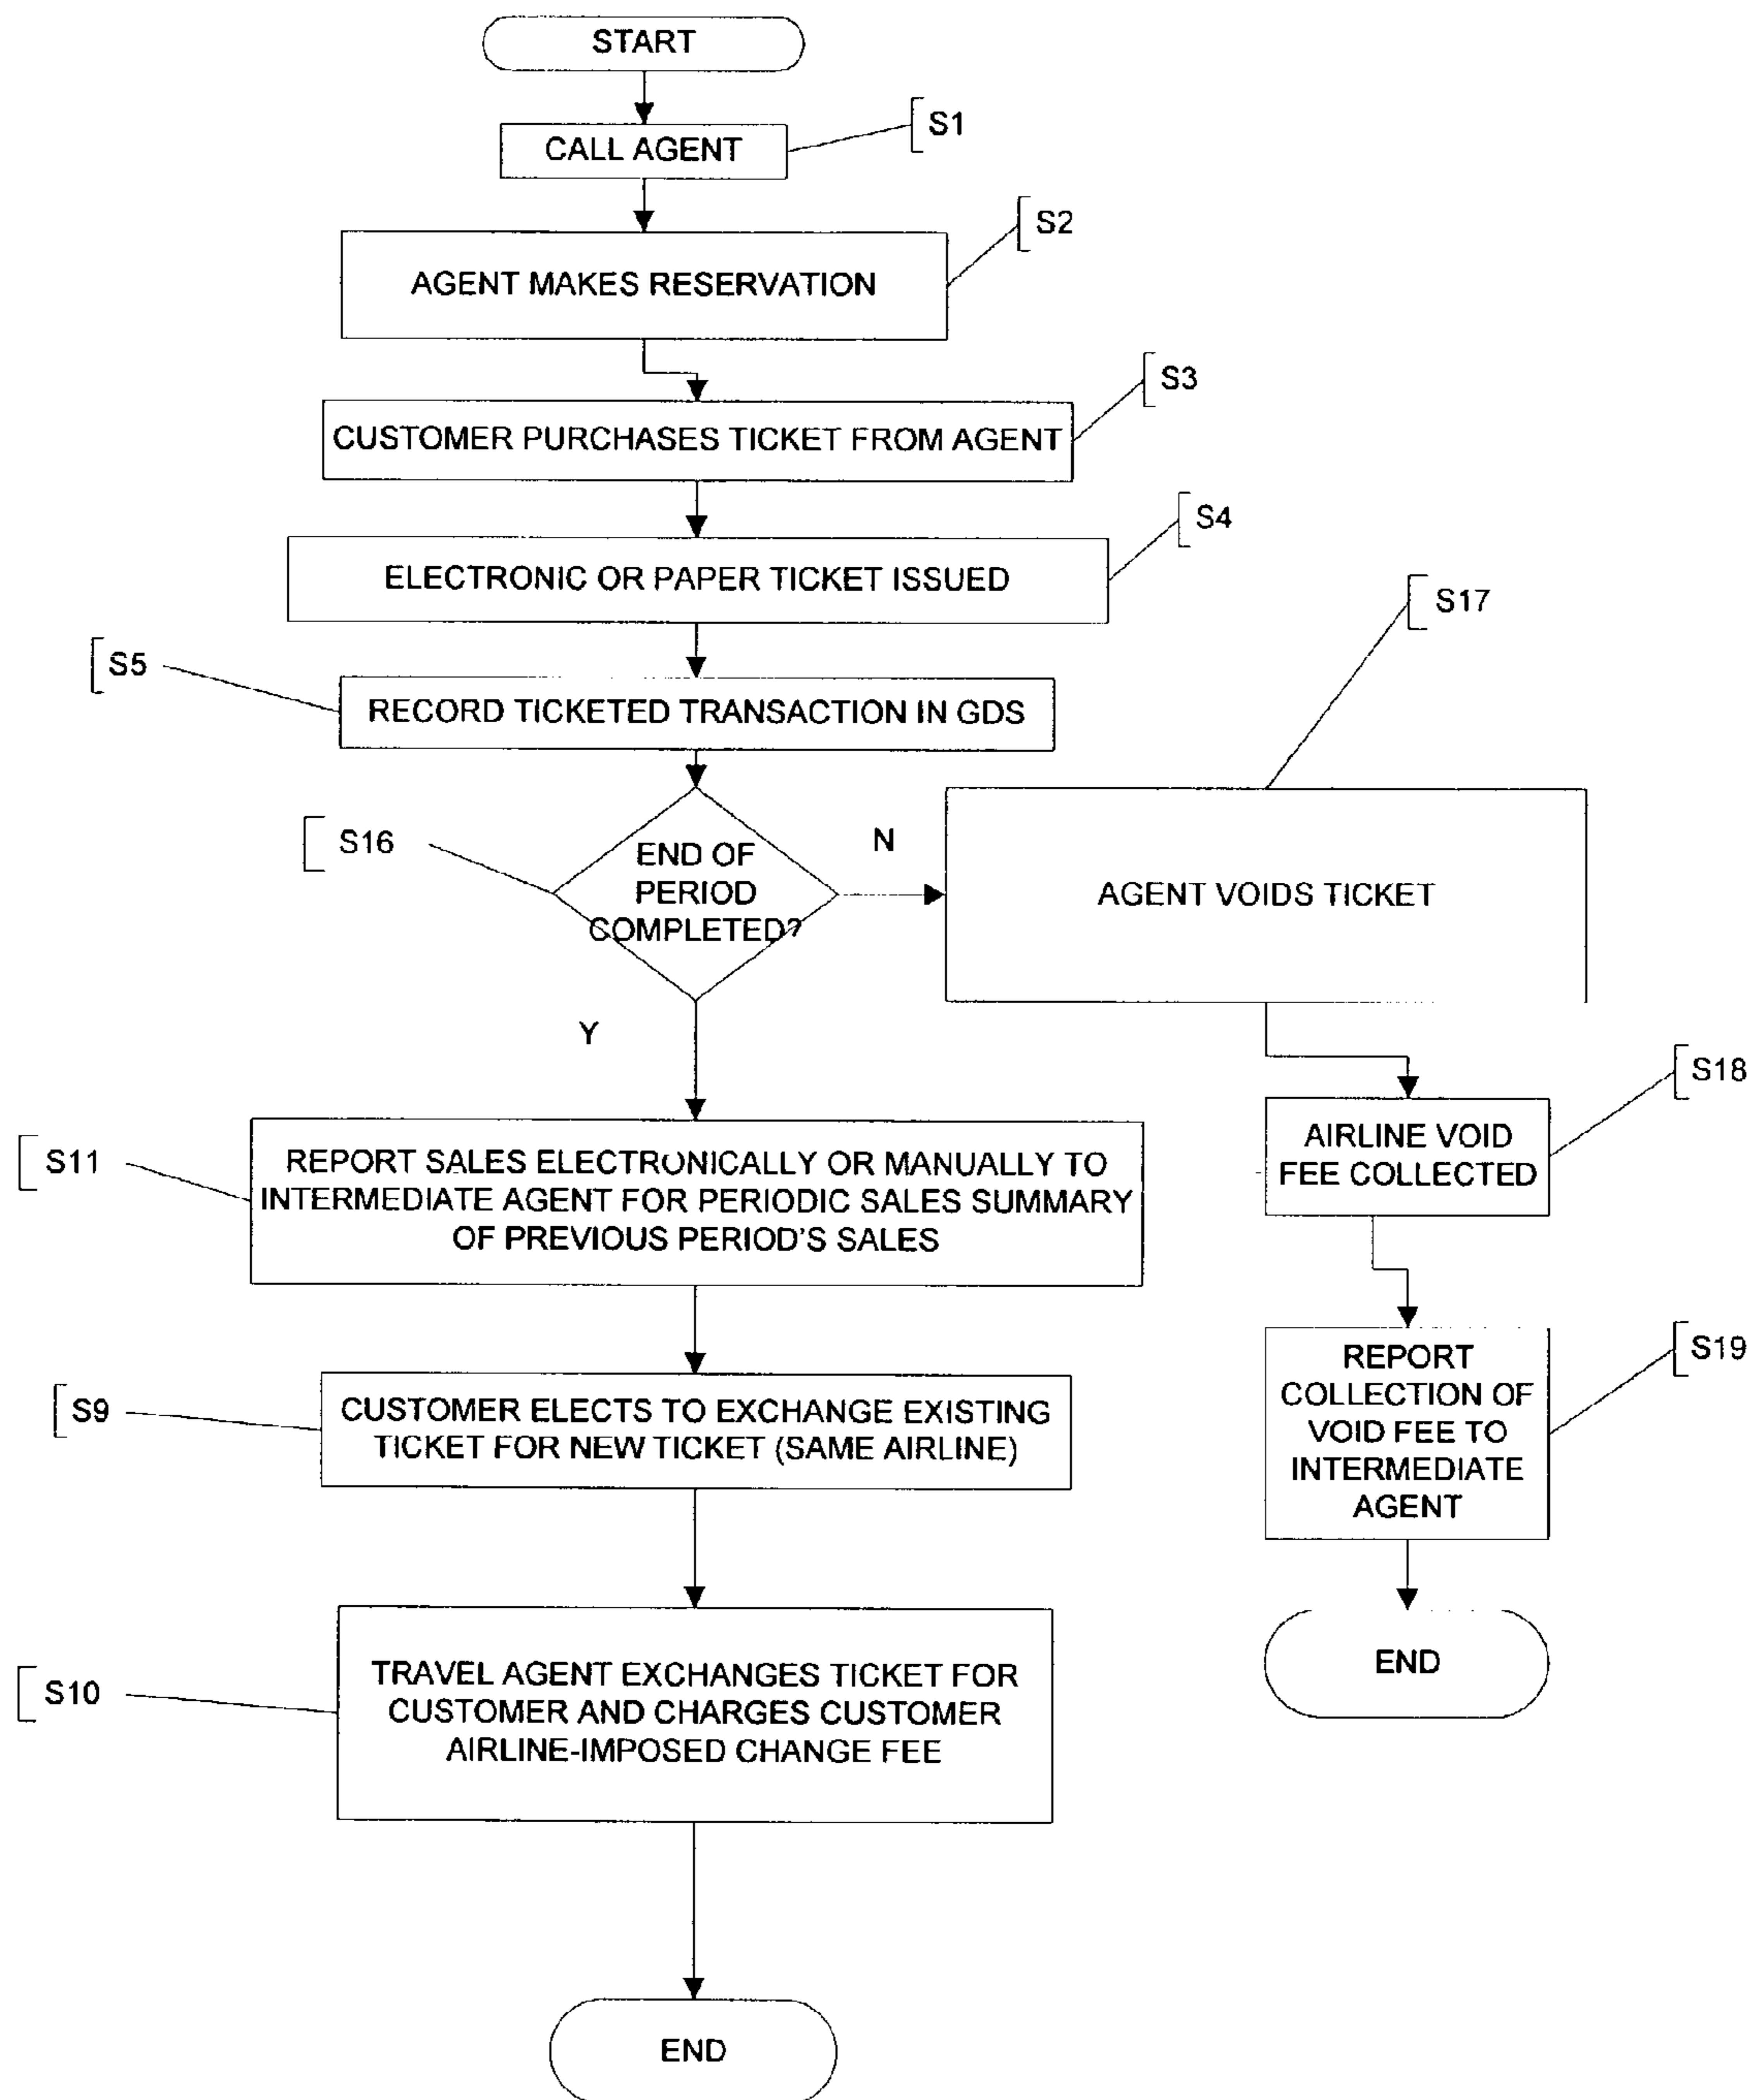 START
CALL AGENT
S1
AGENT MAKES RESERVATION
S2
CUSTOMER PURCHASES TICKET FROM AGENT
S3
ELECTRONIC OR PAPER TICKET ISSUED
S4
S5
RECORD TICKETED TRANSACTION IN GDS
S16
END OF
PERIOD
COMPLETED?
N
Y
S17
AGENT VOIDS TICKET
S18
AIRLINE VOID
FEE COLLECTED
S19
REPORT
COLLECTION OF
VOID FEE TO
INTERMEDIATE
AGENT
END
S11
REPORT SALES ELECTRONICALLY OR MANUALLY TO
INTERMEDIATE AGENT FOR PERIODIC SALES SUMMARY
OF PREVIOUS PERIOD'S SALES
S9
CUSTOMER ELECTS TO EXCHANGE EXISTING
TICKET FOR NEW TICKET (SAME AIRLINE)
S10
TRAVEL AGENT EXCHANGES TICKET FOR
CUSTOMER AND CHARGES CUSTOMER
AIRLINE-IMPOSED CHANGE FEE
END